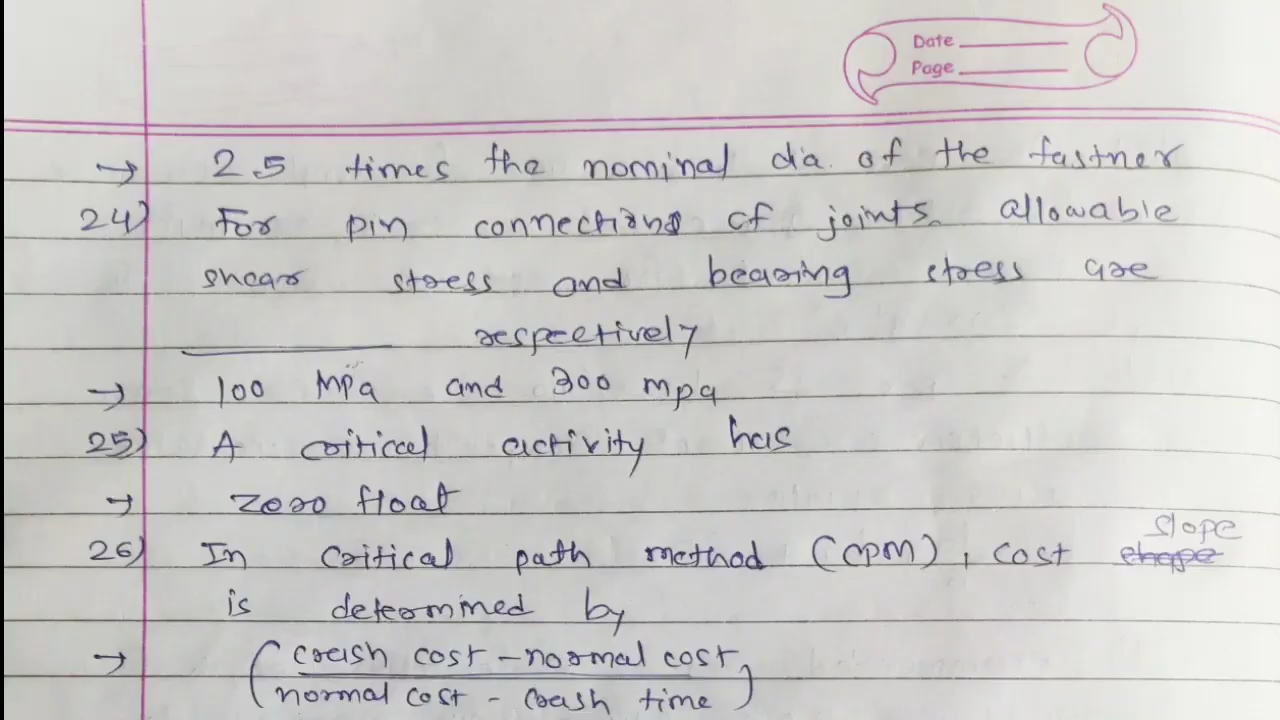 Date
Page
→ 2.5 times the nominal dia. of the fastner
24) For pin connections of joints. allowable
shear stress and bearing stress are
respectively
→ 100 MPa and 300 mpa
25) A critical activity has
→ zero float
slope
26) In critical path method (CPM), cost
is determined by
→ (crash cost - normal cost
normal cost - crash time)